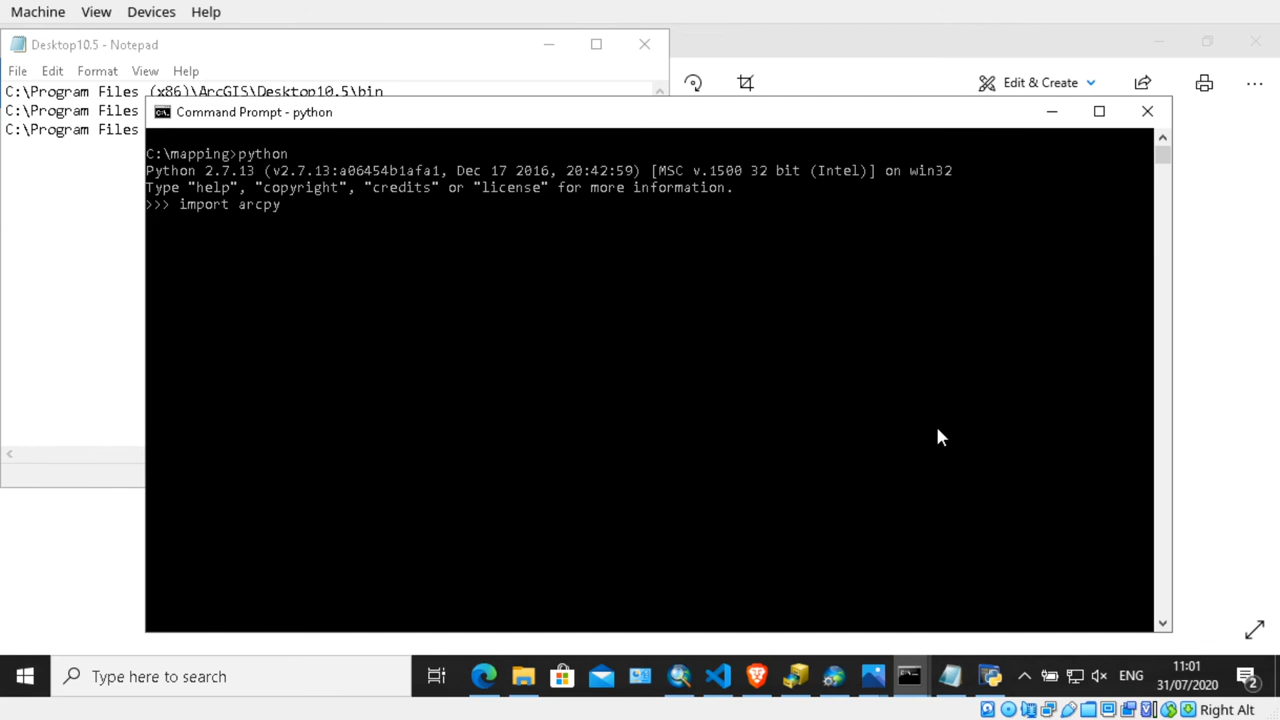 Machine View Devices Help
Desktop10.5 - Notepad
File Edit Format View Help
Edit & Create
C:\Program Files (x86)\ArcGIS\Desktop10.5\bin
C:\Program Files
C:\Program Files
Command Prompt - python
C:\mapping>python
Python 2.7.13 (v2.7.13:a06454b1afa1, Dec 17 2016, 20:42:59) [MSC v.1500 32 bit (Intel)] on win32
Type "help", "copyright", "credits" or "license" for more information.
>>> import arcpy
Type here to search
ENG
11:01
31/07/2020
2
Right Alt